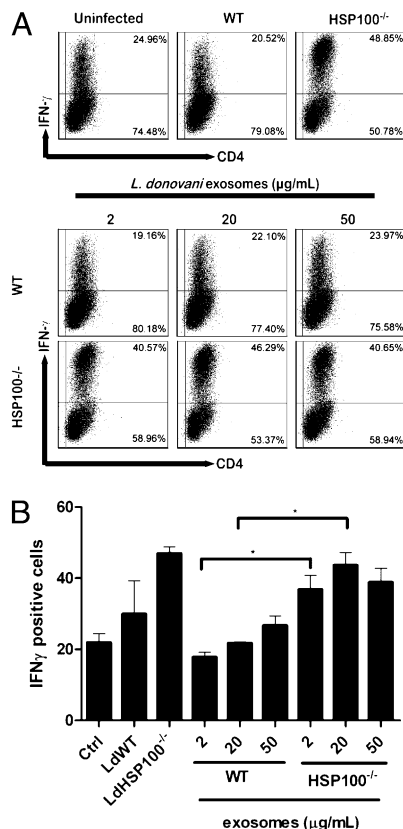 A
Uninfected WT HSP100-/-
24.96% 20.52% 48.85%
IFN-γ
74.48% 79.08% 50.78%
CD4
L. donovani exosomes (μg/mL)
2 20 50
19.16% 22.10% 23.97%
WT
80.18% 77.40% 75.58%
IFN-γ
40.57% 46.29% 40.65%
HSP100-/-
58.96% 53.37% 58.94%
CD4
B
60
*
*
40
IFNγ positive cells
20
0
Ctrl LdWT LdHSP100-/- 2 20 50 2 20 50
WT HSP100-/-
exosomes (μg/mL)